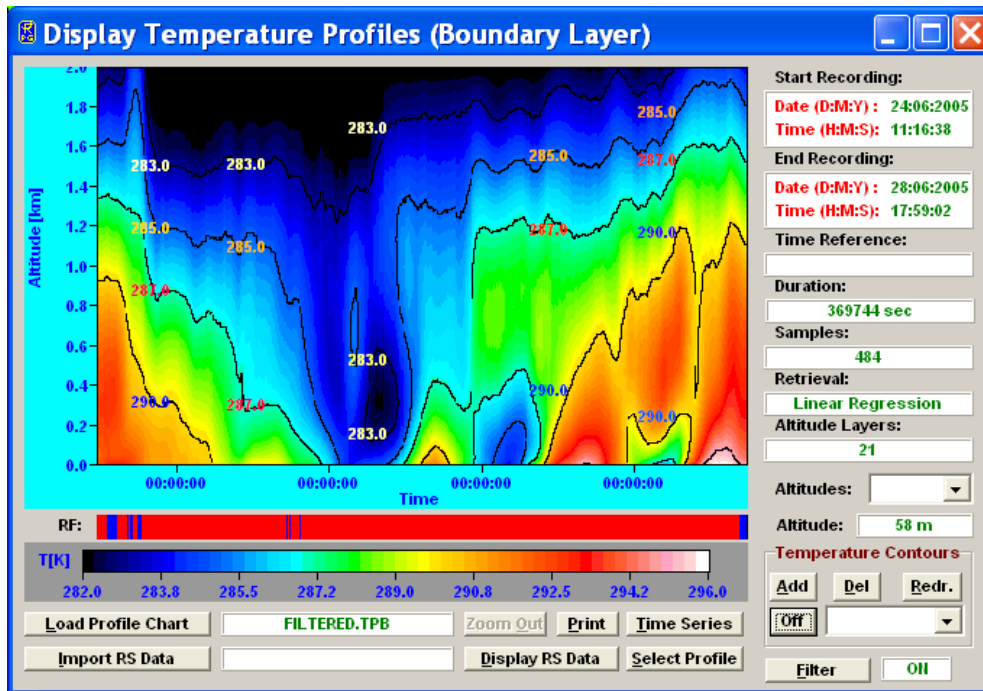 Display Temperature Profiles (Boundary Layer)
Start Recording:
Date (D:M:Y) : 24:06:2005
Time (H:M:S): 11:16:38
End Recording:
Date (D:M:Y) : 28:06:2005
Time (H:M:S): 17:59:02
Time Reference:
Duration:
369744 sec
Samples:
484
Retrieval:
Linear Regression
Altitude Layers:
21
Altitudes:
Altitude: 58 m
Temperature Contours
Add Del Redr.
Off
Filter ON
Altitude [km]
2.0
1.8
1.6
1.4
1.2
1.0
0.8
0.6
0.4
0.2
0.0
283.0 283.0 283.0 285.0
285.0 287.0
285.0 285.0 287.0 290.0
287.0
283.0
290.0 287.0 290.0 290.0
283.0
00:00:00 00:00:00 00:00:00 00:00:00
Time
RF:
T[K]
282.0 283.8 285.5 287.2 289.0 290.8 292.5 294.2 296.0
Load Profile Chart FILTERED.TPB Zoom Out Print Time Series
Import RS Data Display RS Data Select Profile